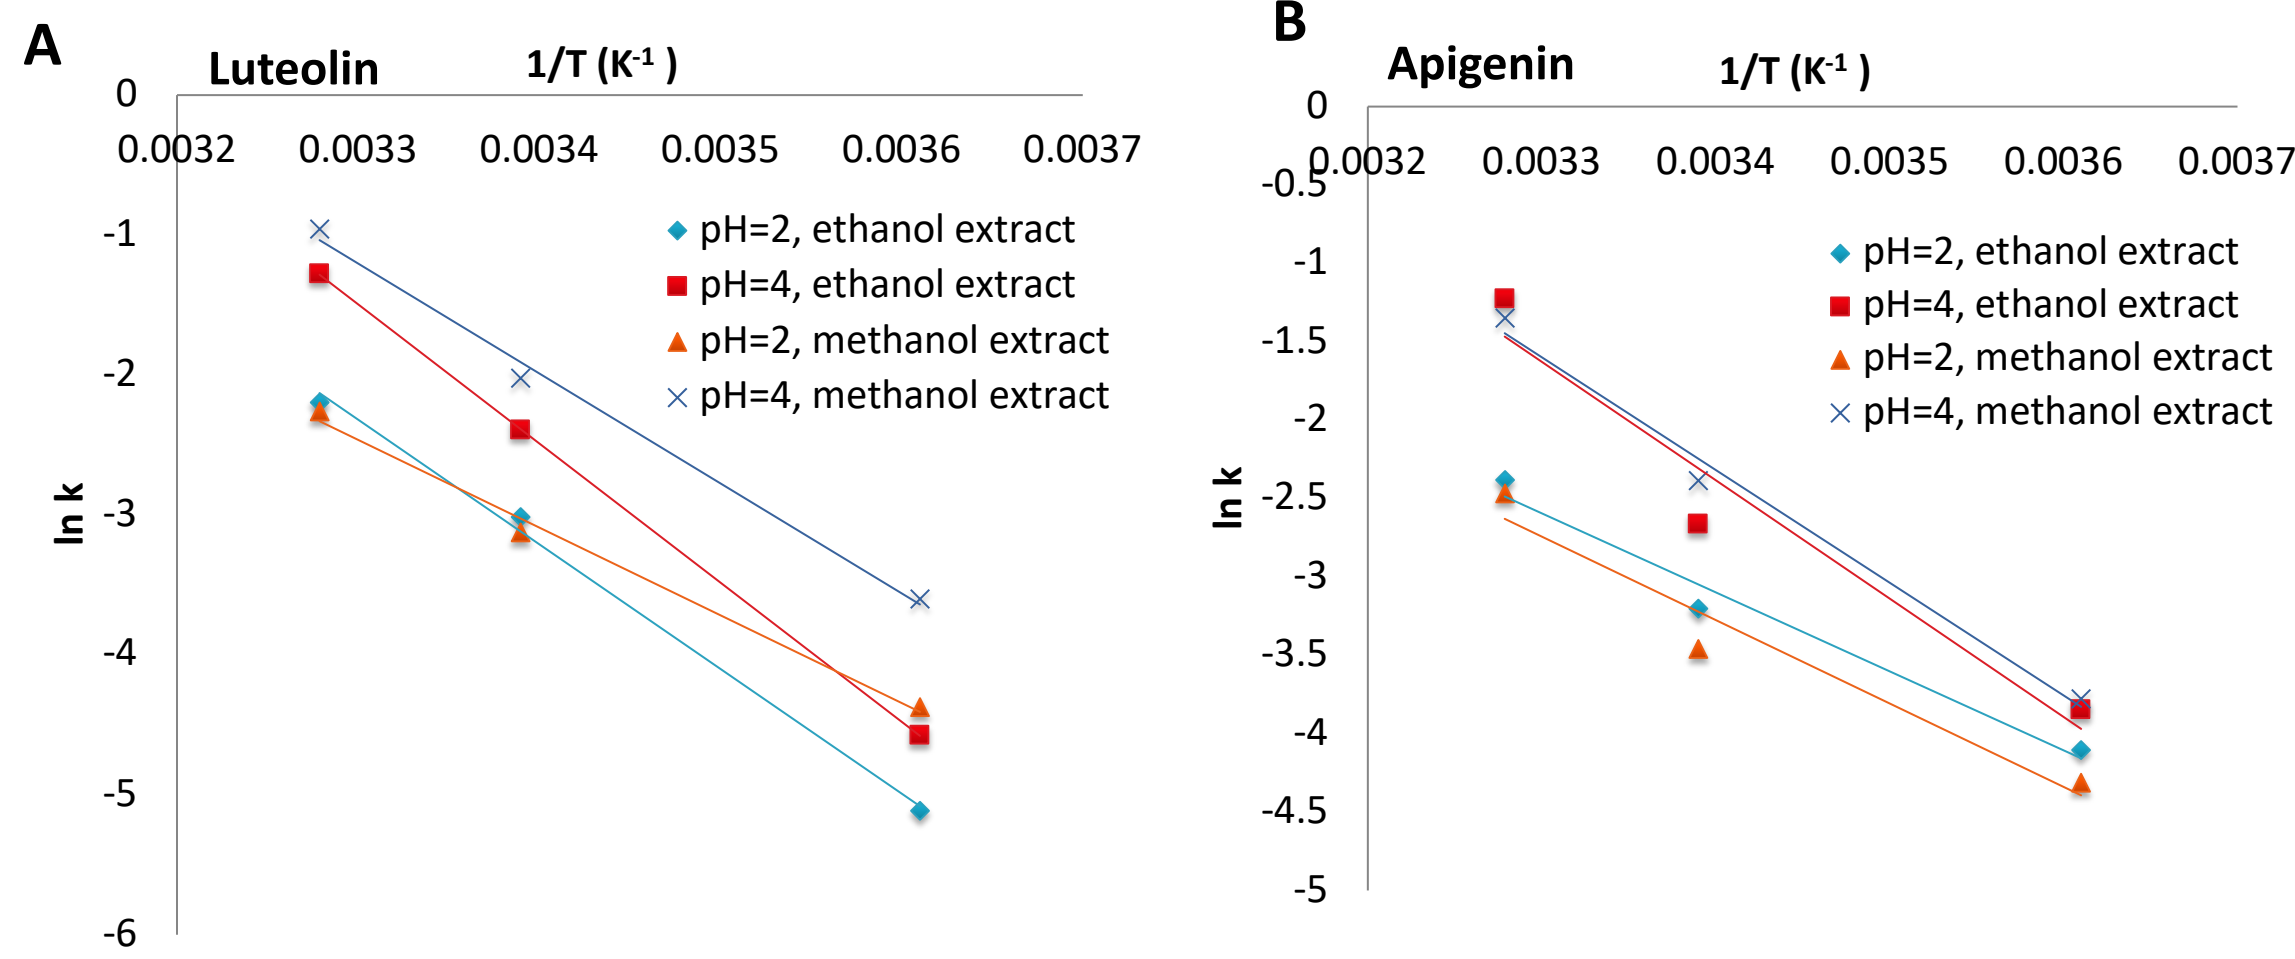 A
Luteolin
1/T (K-1 )
0
0.0032 0.0033 0.0034 0.0035 0.0036 0.0037
-1
-2
-3
-4
-5
-6
ln k
pH=2, ethanol extract
pH=4, ethanol extract
pH=2, methanol extract
pH=4, methanol extract
B
Apigenin
1/T (K-1 )
0
0.0032 0.0033 0.0034 0.0035 0.0036 0.0037
-0.5
-1
-1.5
-2
-2.5
-3
-3.5
-4
-4.5
-5
ln k
pH=2, ethanol extract
pH=4, ethanol extract
pH=2, methanol extract
pH=4, methanol extract